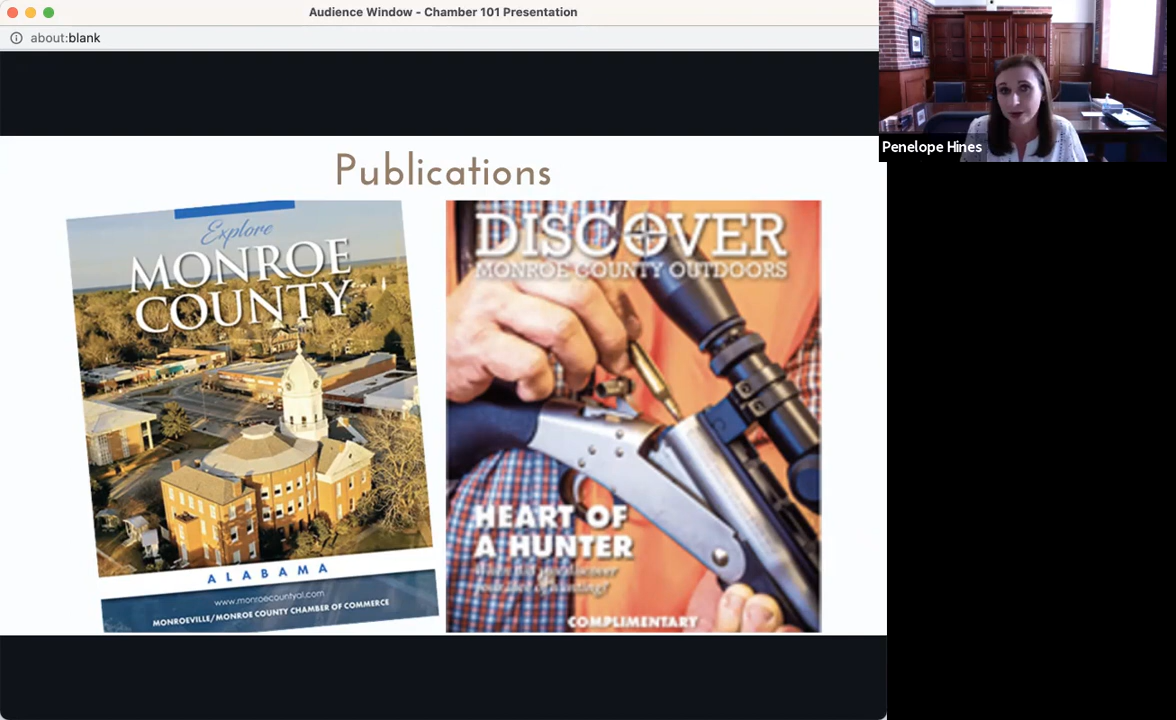 Audience Window - Chamber 101 Presentation
about:blank
Penelope Hines
Publications
Explore
MONROE
COUNTY
ALABAMA
www.monroecountyal.com
MONROEVILLE/MONROE COUNTY CHAMBER OF COMMERCE
DISCOVER
MONROE COUNTY OUTDOORS
HEART OF
A HUNTER
COMPLIMENTARY